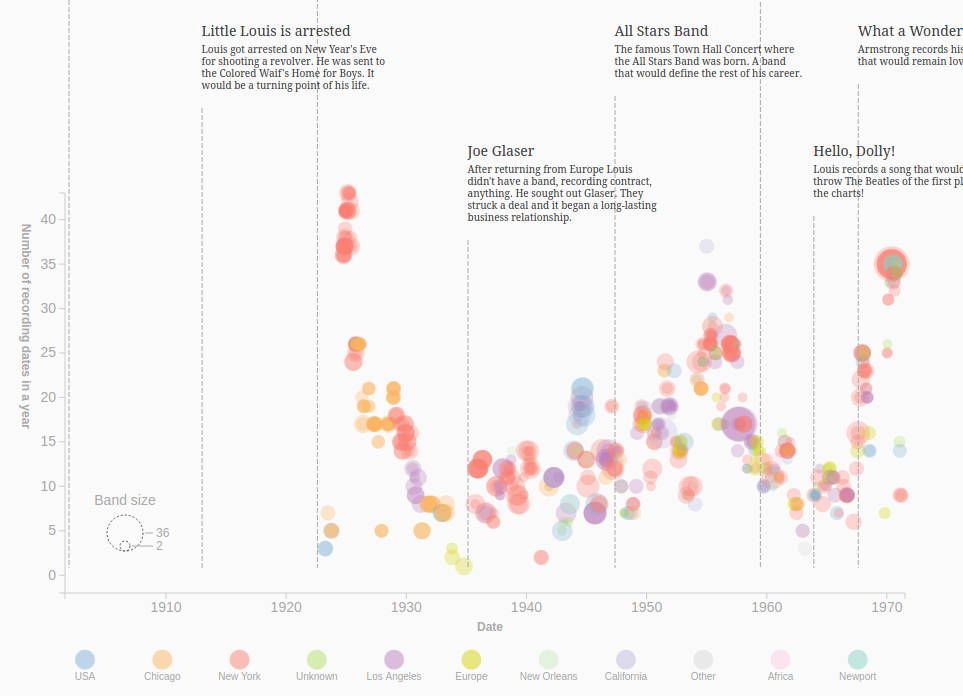 Little Louis is arrested
Louis got arrested on New Year's Eve
for shooting a revolver. He was sent to
the Colored Waif's Home for Boys. It
would be a turning point of his life.
All Stars Band
The famous Town Hall Concert where
the All Stars Band was born. A band
that would define the rest of his career.
What a Wonder
Armstrong records his
that would remain lov
Joe Glaser
After returning from Europe Louis
didn't have a band, recording contract,
anything. He sought out Glaser. They
struck a deal and it began a long-lasting
business relationship.
Hello, Dolly!
Louis records a song that would
throw The Beatles of the first pl
the charts!
Number of recording dates in a year
40
35
30
25
20
15
10
5
0
Band size
36
2
1910
1920
1930
1940
1950
1960
1970
Date
USA
Chicago
New York
Unknown
Los Angeles
Europe
New Orleans
California
Other
Africa
Newport